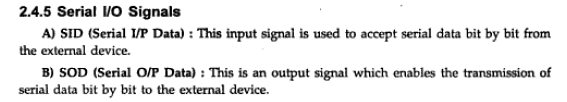 2.4.5 Serial I/O Signals
A) SID (Serial I/P Data) : This input signal is used to accept serial data bit by bit from
the external device.
B) SOD (Serial O/P Data) : This is an output signal which enables the transmission of
serial data bit by bit to the external device.